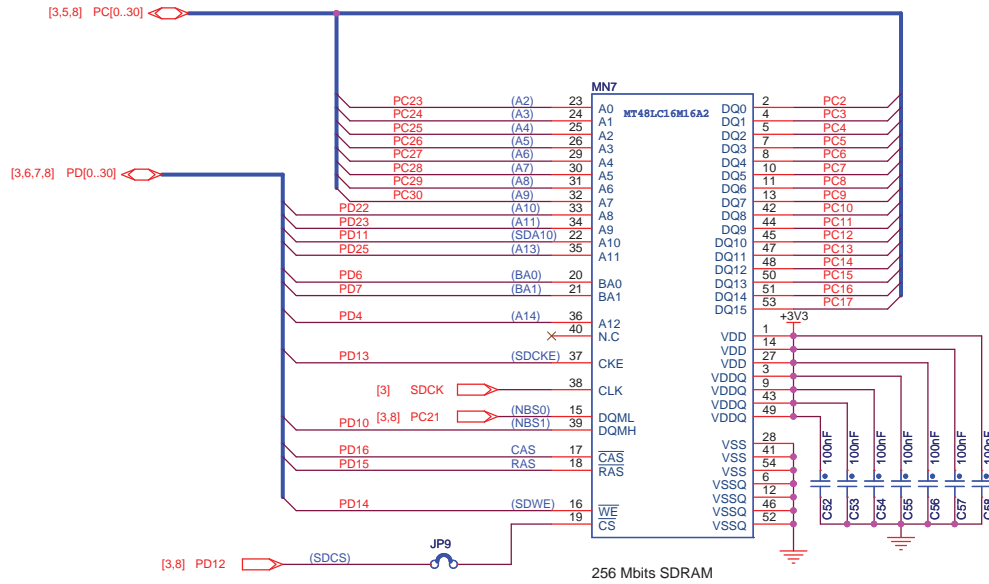 [3,5,8] PC[0..30]
MN7
MT48LC16M16A2
PC23 (A2) 23 A0 DQ0 2 PC2
PC24 (A3) 24 A1 DQ1 4 PC3
PC25 (A4) 25 A2 DQ2 5 PC4
PC26 (A5) 26 A3 DQ3 7 PC5
PC27 (A6) 29 A4 DQ4 8 PC6
[3,6,7,8] PD[0..30]
PC28 (A7) 30 A5 DQ5 10 PC7
PC29 (A8) 31 A6 DQ6 11 PC8
PC30 (A9) 32 A7 DQ7 13 PC9
PD22 (A10) 33 A8 DQ8 42 PC10
PD23 (A11) 34 A9 DQ9 44 PC11
PD11 (SDA10) 22 A10 DQ10 45 PC12
PD25 (A13) 35 A11 DQ11 47 PC13
DQ12 48 PC14
PD6 (BA0) 20 BA0 DQ13 50 PC15
PD7 (BA1) 21 BA1 DQ14 51 PC16
DQ15 53 PC17
+3V3
PD4 (A14) 36 A12
40 N.C VDD 1
VDD 14
PD13 (SDCKE) 37 CKE VDD 27
VDDQ 3
[3] SDCK 38 CLK VDDQ 9
VDDQ 43
[3,8] PC21 (NBS0) 15 DQML VDDQ 49
PD10 (NBS1) 39 DQMH
VSS 28
PD16 CAS 17 CAS VSS 41
PD15 RAS 18 RAS VSS 54
VSSQ 6
VSSQ 12
PD14 (SDWE) 16 WE VSSQ 46
19 CS VSSQ 52
C52 100nF
C53 100nF
C54 100nF
C55 100nF
C56 100nF
C57 100nF
C58 100nF
JP9
[3,8] PD12 (SDCS)
256 Mbits SDRAM